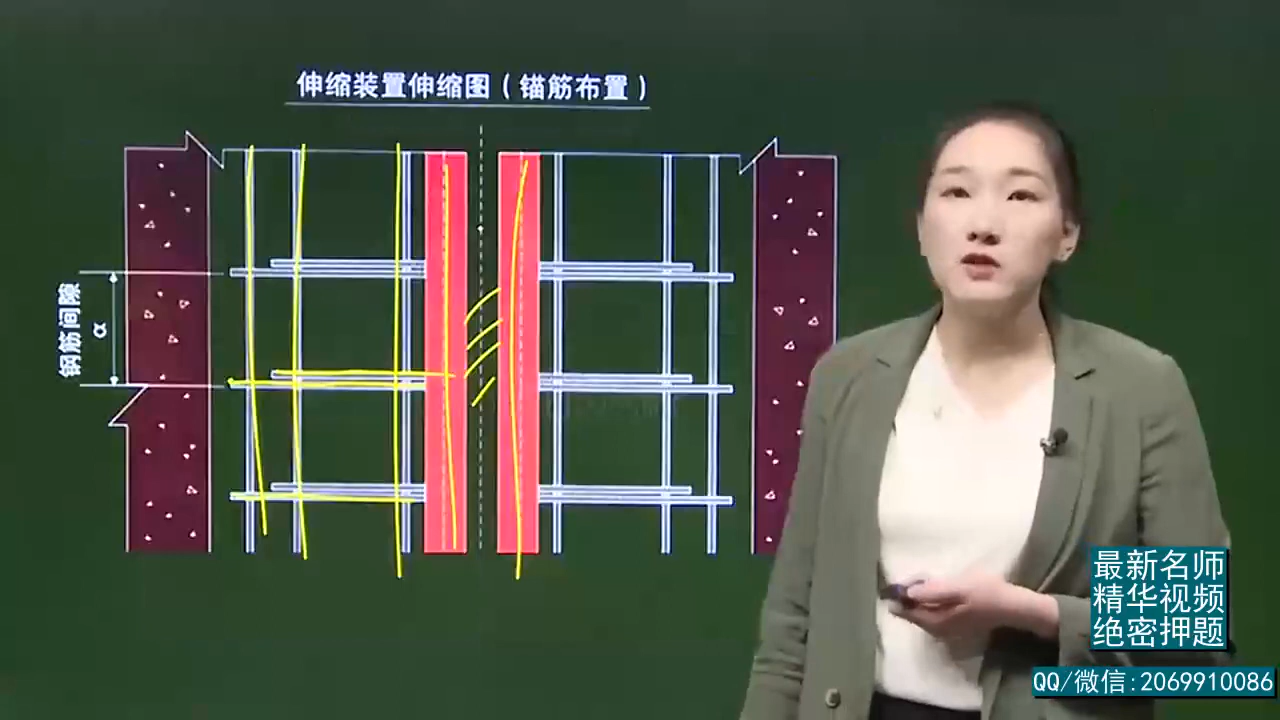 伸缩装置伸缩图（锚筋布置）
钢筋间隙
α
最新名师
精华视频
绝密押题
QQ/微信:2069910086